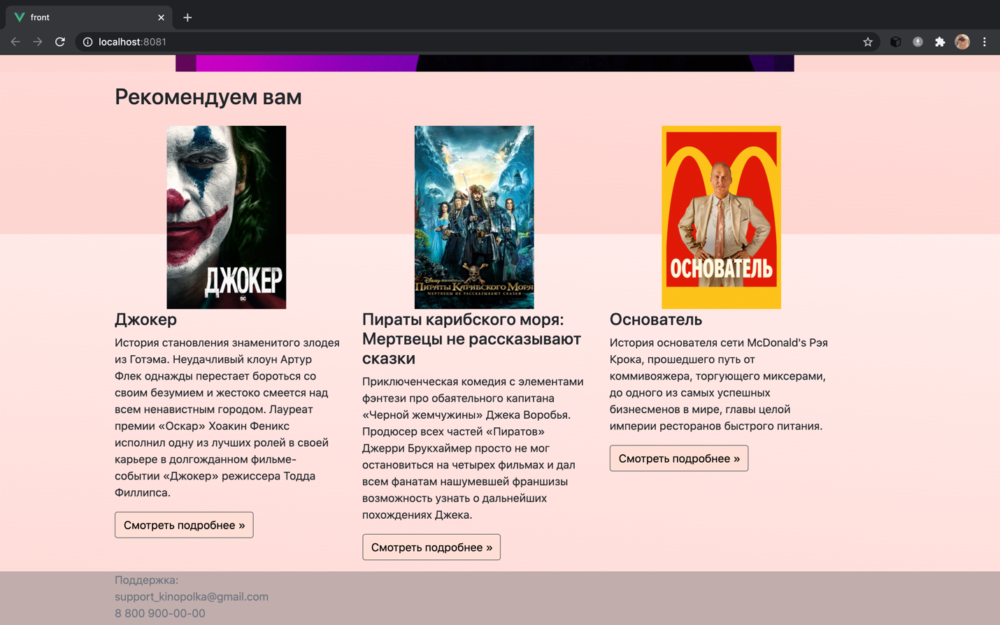 front
localhost:8081
Рекомендуем вам
ДЖОКЕР
DC
Disney
Пираты Карибского Моря
МЕРТВЕЦЫ НЕ РАССКАЗЫВАЮТ СКАЗКИ
ОСНОВАТЕЛЬ
Джокер
История становления знаменитого злодея
из Готэма. Неудачливый клоун Артур
Флек однажды перестает бороться со
своим безумием и жестоко смеется над
всем ненавистным городом. Лауреат
премии «Оскар» Хоакин Феникс
исполнил одну из лучших ролей в своей
карьере в долгожданном фильме-
событии «Джокер» режиссера Тодда
Филлипса.
Смотреть подробнее »
Пираты карибского моря:
Мертвецы не рассказывают
сказки
Приключенческая комедия с элементами
фэнтези про обаятельного капитана
«Черной жемчужины» Джека Воробья.
Продюсер всех частей «Пиратов»
Джерри Брукхаймер просто не мог
остановиться на четырех фильмах и дал
всем фанатам нашумевшей франшизы
возможность узнать о дальнейших
похождениях Джека.
Смотреть подробнее »
Основатель
История основателя сети McDonald's Рэя
Крока, прошедшего путь от
коммивояжера, торгующего миксерами,
до одного из самых успешных
бизнесменов в мире, главы целой
империи ресторанов быстрого питания.
Смотреть подробнее »
Поддержка:
support_kinopolka@gmail.com
8 800 900-00-00